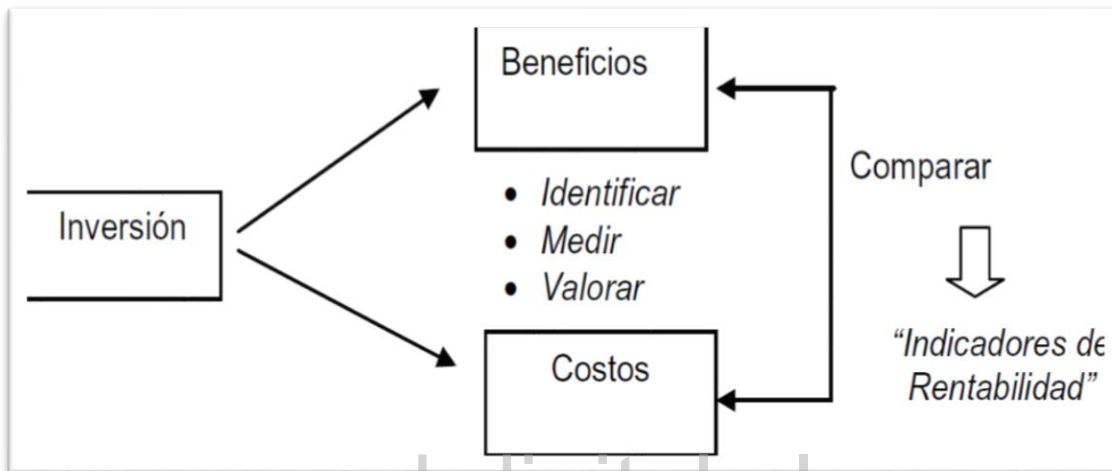 Beneficios
Inversión
• Identificar
• Medir
• Valorar
Costos
Comparar
“Indicadores de
Rentabilidad”